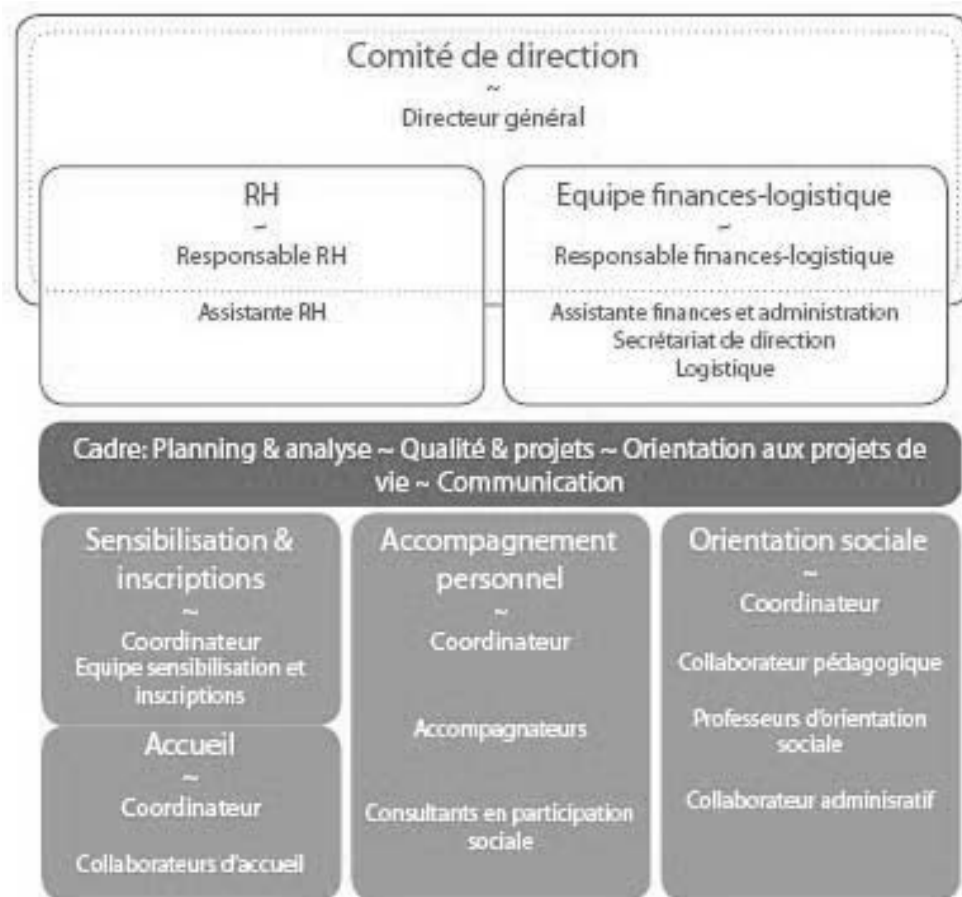 Comité de direction
~
Directeur général
RH
~
Responsable RH
Assistante RH
Equipe finances-logistique
~
Responsable finances-logistique
Assistante finances et administration
Secrétariat de direction
Logistique
Cadre: Planning & analyse ~ Qualité & projets ~ Orientation aux projets de
vie ~ Communication
Sensibilisation &
inscriptions
~
Coordinateur
Equipe sensibilisation et
inscriptions
Accueil
~
Coordinateur
Collaborateurs d'accueil
Accompagnement
personnel
~
Coordinateur
Accompagnateurs
Consultants en participation
sociale
Orientation sociale
~
Coordinateur
Collaborateur pédagogique
Professeurs d'orientation
sociale
Collaborateur adminisratif